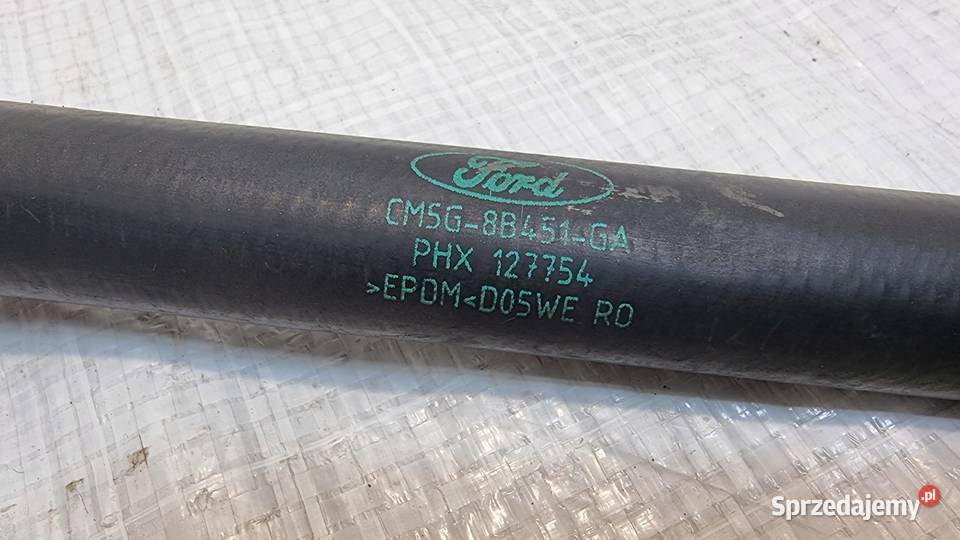 Ford
CM5G-8B451-GA
PHX 127754
>EPDM<D05WE RO
Sprzedajemy.pl